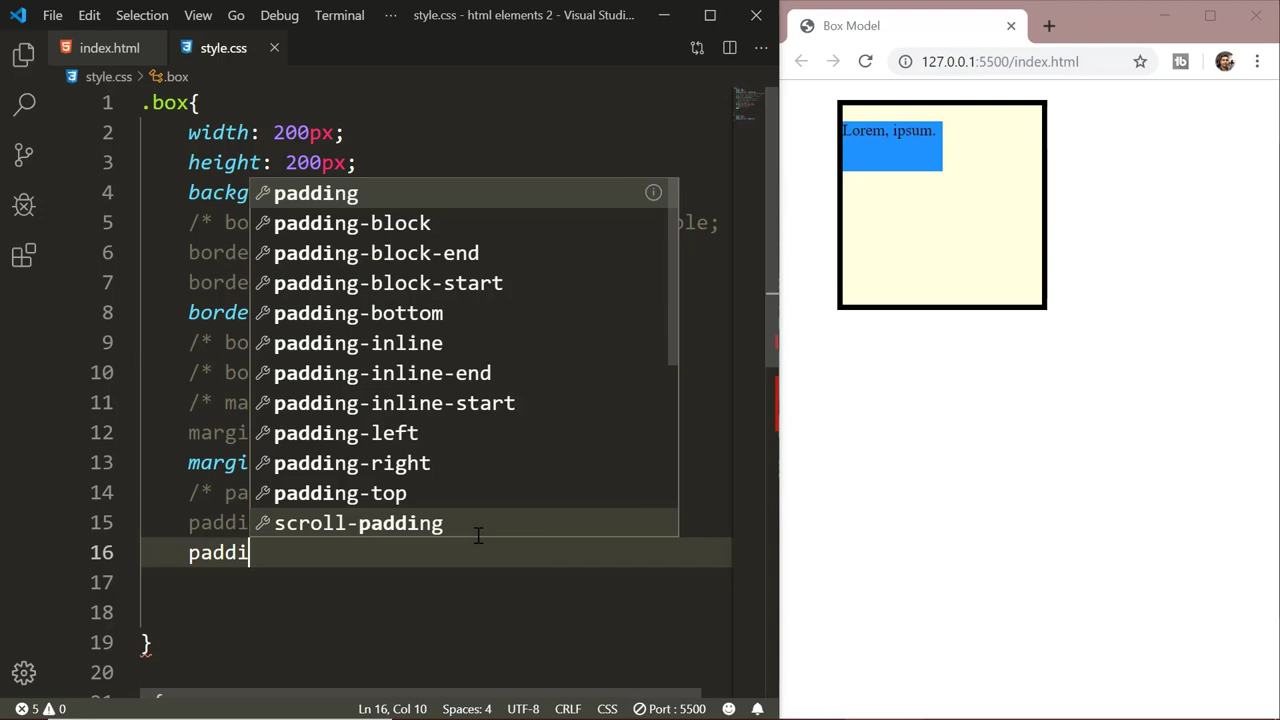 File Edit Selection View Go Debug Terminal ··· style.css - html elements 2 - Visual Studi...
index.html style.css
style.css > .box
1 .box{
2 width: 200px;
3 height: 200px;
4 backg
5 /* bo ple;
6 borde
7 borde
8 borde
9 /* bo
10 /* bo
11 /* ma
12 margi
13 margi
14 /* pa
15 paddi
16 paddi
17
18
19 }
20
padding
padding-block
padding-block-end
padding-block-start
padding-bottom
padding-inline
padding-inline-end
padding-inline-start
padding-left
padding-right
padding-top
scroll-padding
5 0 Ln 16, Col 10 Spaces: 4 UTF-8 CRLF CSS Port : 5500
Box Model
127.0.0.1:5500/index.html
Lorem, ipsum.